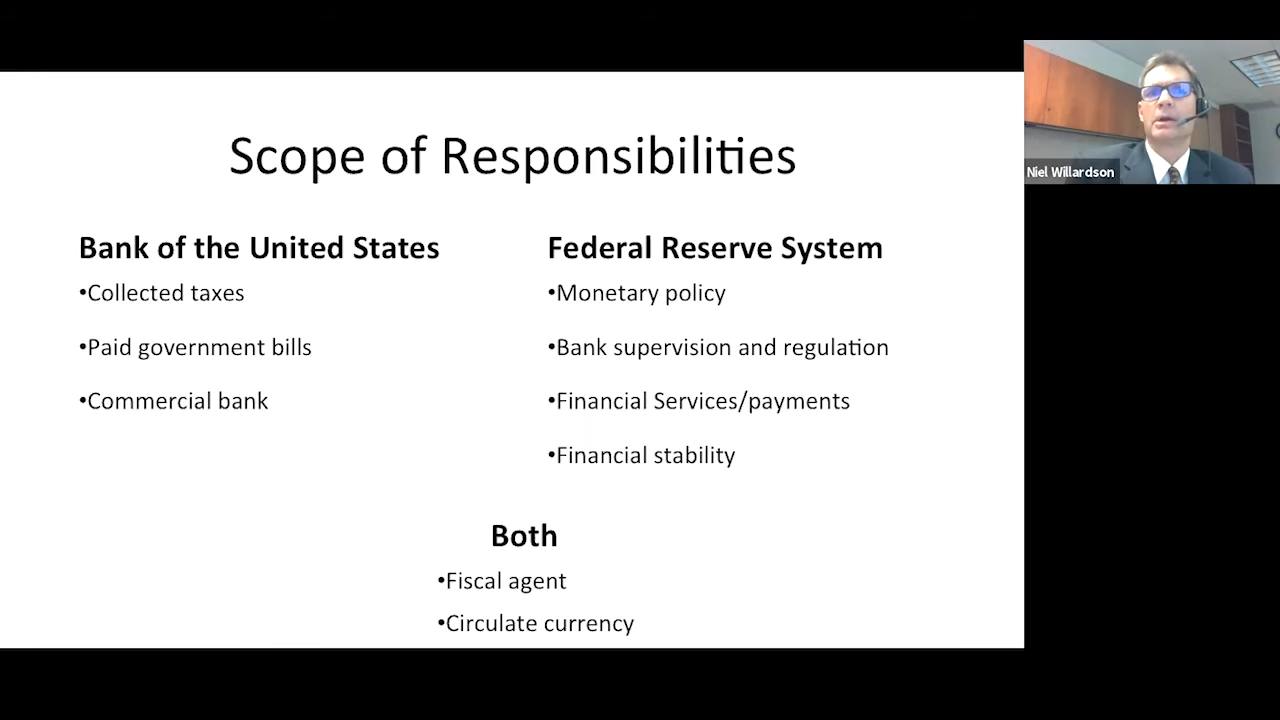 Scope of Responsibilities
Bank of the United States
•Collected taxes
•Paid government bills
•Commercial bank
Federal Reserve System
•Monetary policy
•Bank supervision and regulation
•Financial Services/payments
•Financial stability
Both
•Fiscal agent
•Circulate currency
Niel Willardson